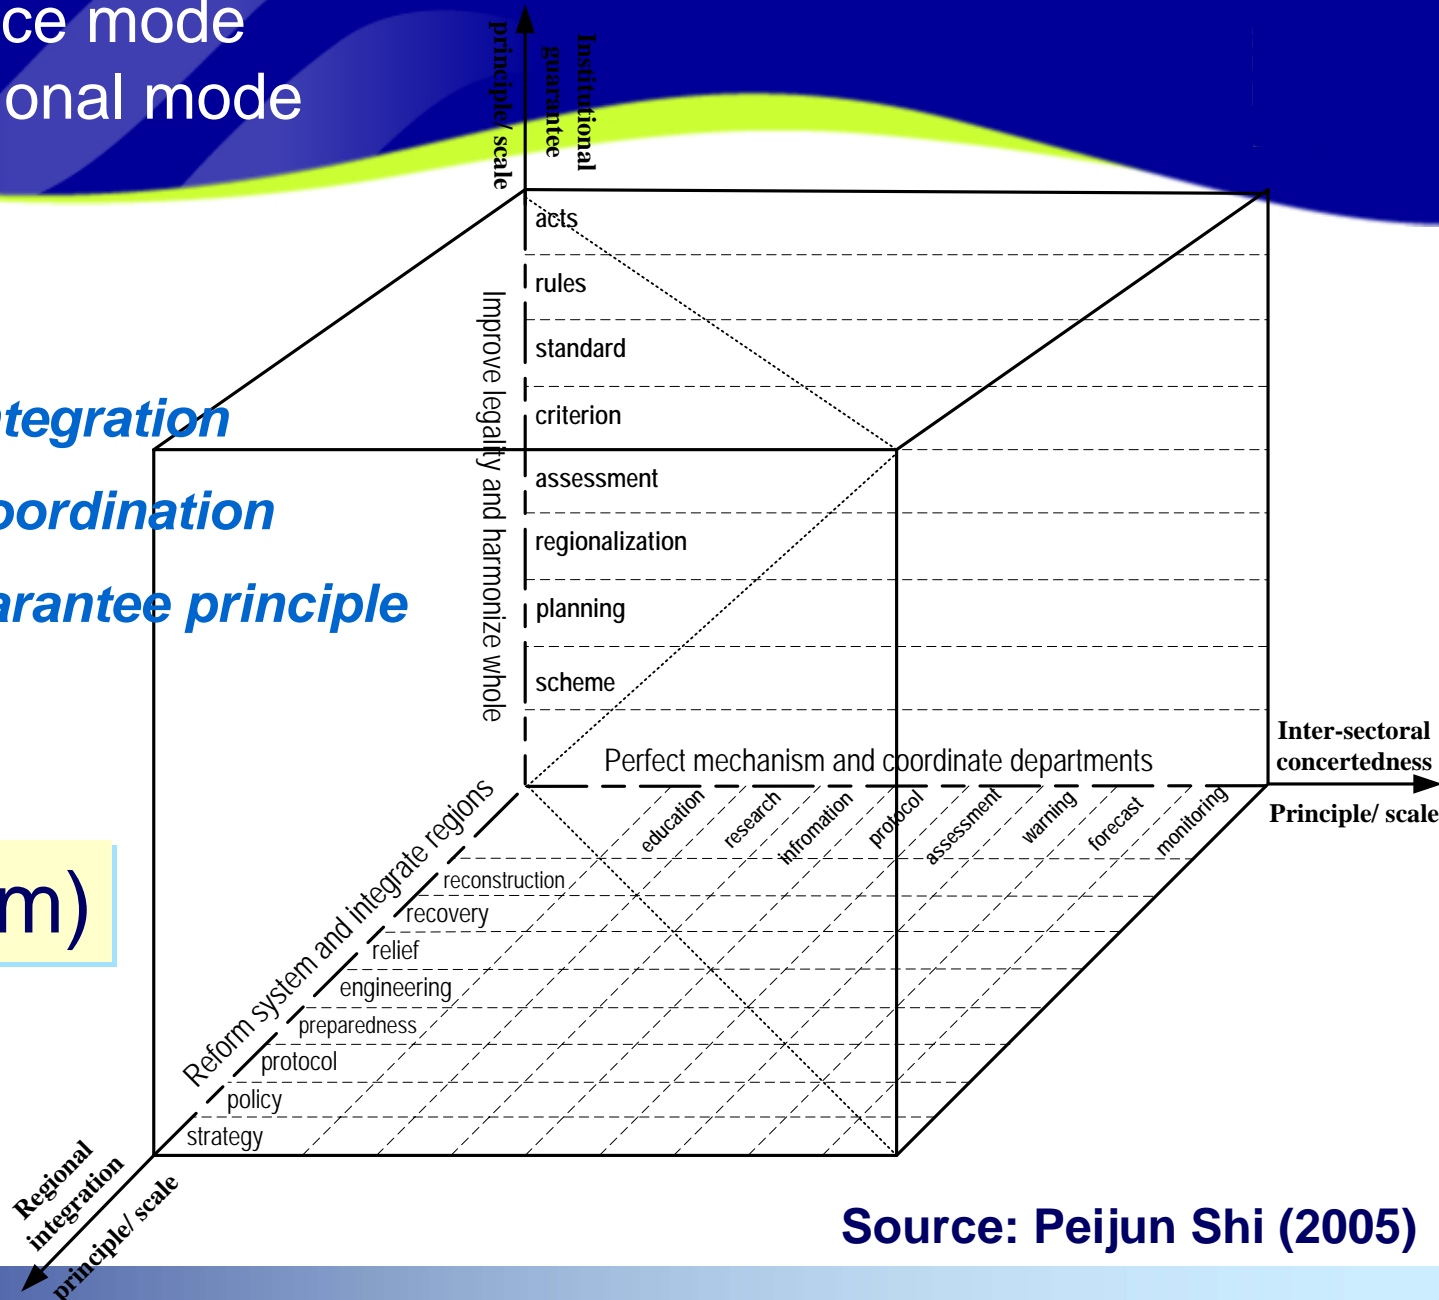 ce mode
onal mode
Institutional
guarantee
principle/ scale
acts
rules
standard
criterion
assessment
regionalization
planning
scheme
Improve legality and harmonize whole
ntegration
oordination
arantee principle
m)
Perfect mechanism and coordinate departments
Inter-sectoral
concertedness
Principle/ scale
education
research
infromation
protocol
assessment
warning
forecast
monitoring
Reform system and integrate regions
reconstruction
recovery
relief
engineering
preparedness
protocol
policy
strategy
Regional
integration
principle/ scale
Source: Peijun Shi (2005)